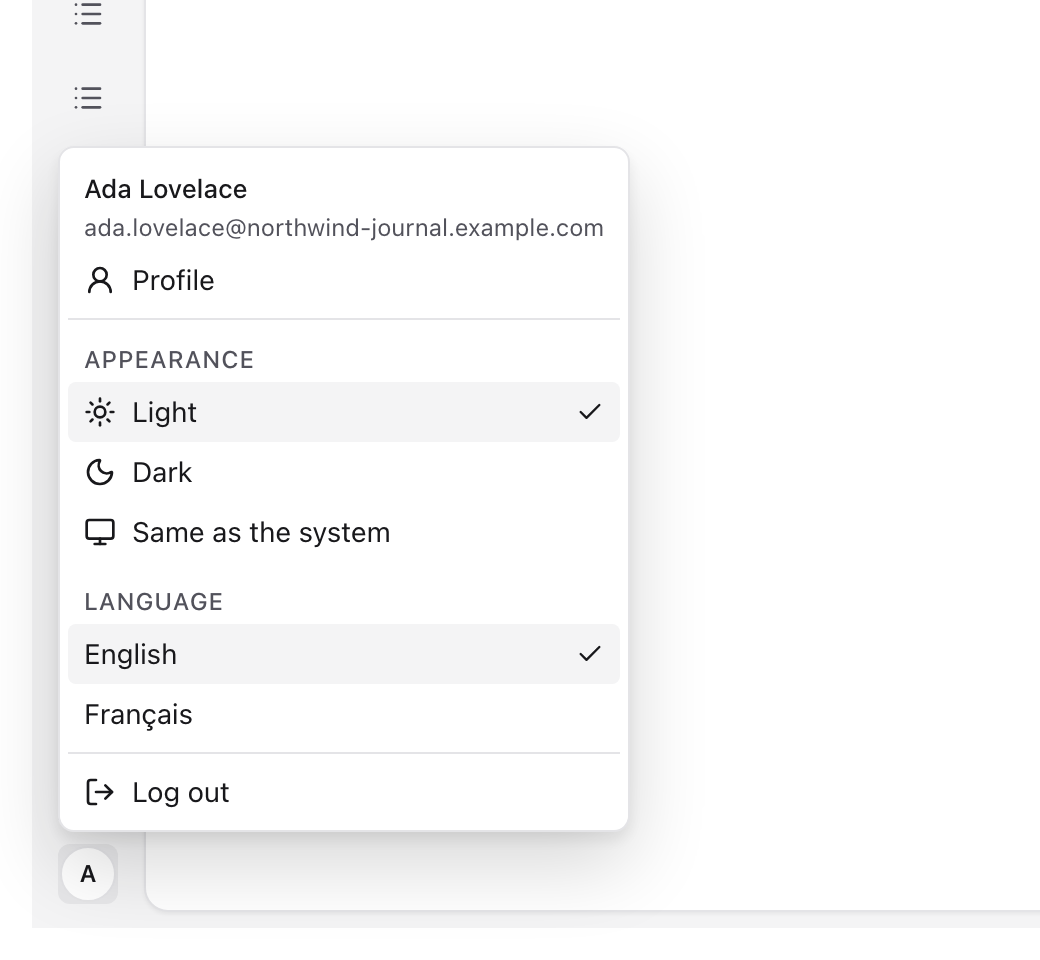 Ada Lovelace
ada.lovelace@northwind-journal.example.com
Profile
APPEARANCE
Light
Dark
Same as the system
LANGUAGE
English
Français
Log out
A